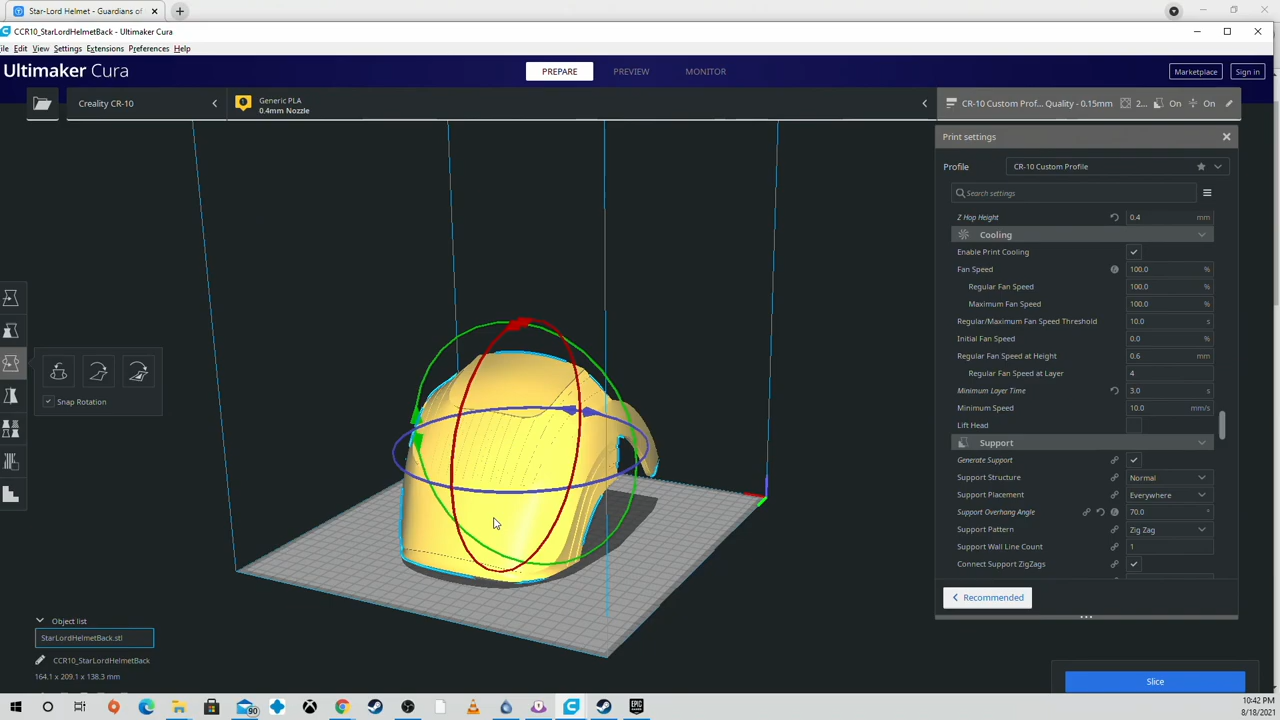 Star-Lord Helmet - Guardians of
CCR10_StarLordHelmetBack - Ultimaker Cura
ile Edit View Settings Extensions Preferences Help
Ultimaker Cura
PREPARE PREVIEW MONITOR
Marketplace Sign in
Creality CR-10
Generic PLA
0.4mm Nozzle
CR-10 Custom Prof... Quality - 0.15mm 2... On On
Print settings
Profile CR-10 Custom Profile
Search settings
Z Hop Height 0.4 mm
Cooling
Enable Print Cooling
Fan Speed 100.0 %
Regular Fan Speed 100.0 %
Maximum Fan Speed 100.0 %
Regular/Maximum Fan Speed Threshold 10.0 s
Initial Fan Speed 0.0 %
Regular Fan Speed at Height 0.6 mm
Regular Fan Speed at Layer 4
Minimum Layer Time 3.0 s
Minimum Speed 10.0 mm/s
Lift Head
Support
Generate Support
Support Structure Normal
Support Placement Everywhere
Support Overhang Angle 70.0 °
Support Pattern Zig Zag
Support Wall Line Count 1
Connect Support ZigZags
Recommended
Snap Rotation
Object list
StarLordHelmetBack.stl
CCR10_StarLordHelmetBack
164.1 x 209.1 x 138.3 mm
Slice
90
EPIC
10:42 PM
8/18/2021